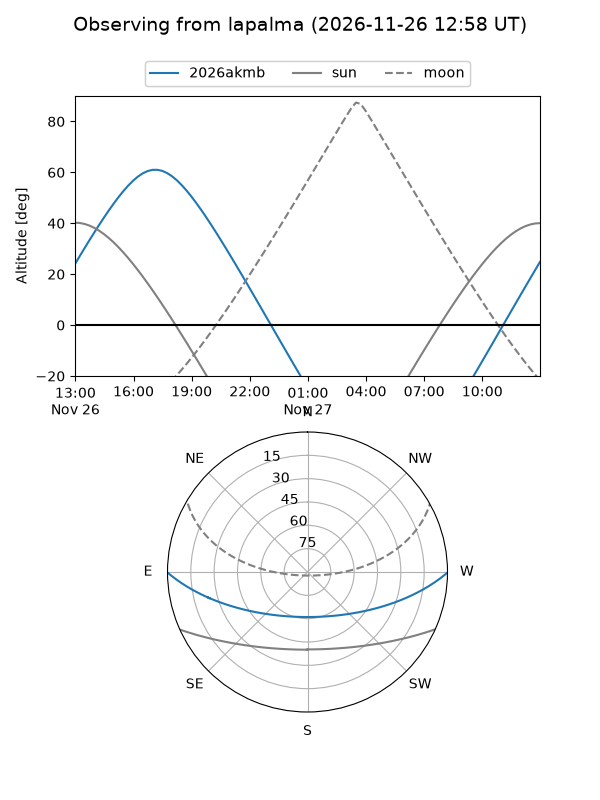 Observing from lapalma (2026-11-26 12:58 UT)
2026akmb sun moon
Altitude [deg]
80
60
40
20
0
−20
13:00 16:00 19:00 22:00 01:00 04:00 07:00 10:00
Nov 26 Nov 27
N
NE NW
15
30
45
60
75
E W
SE SW
S